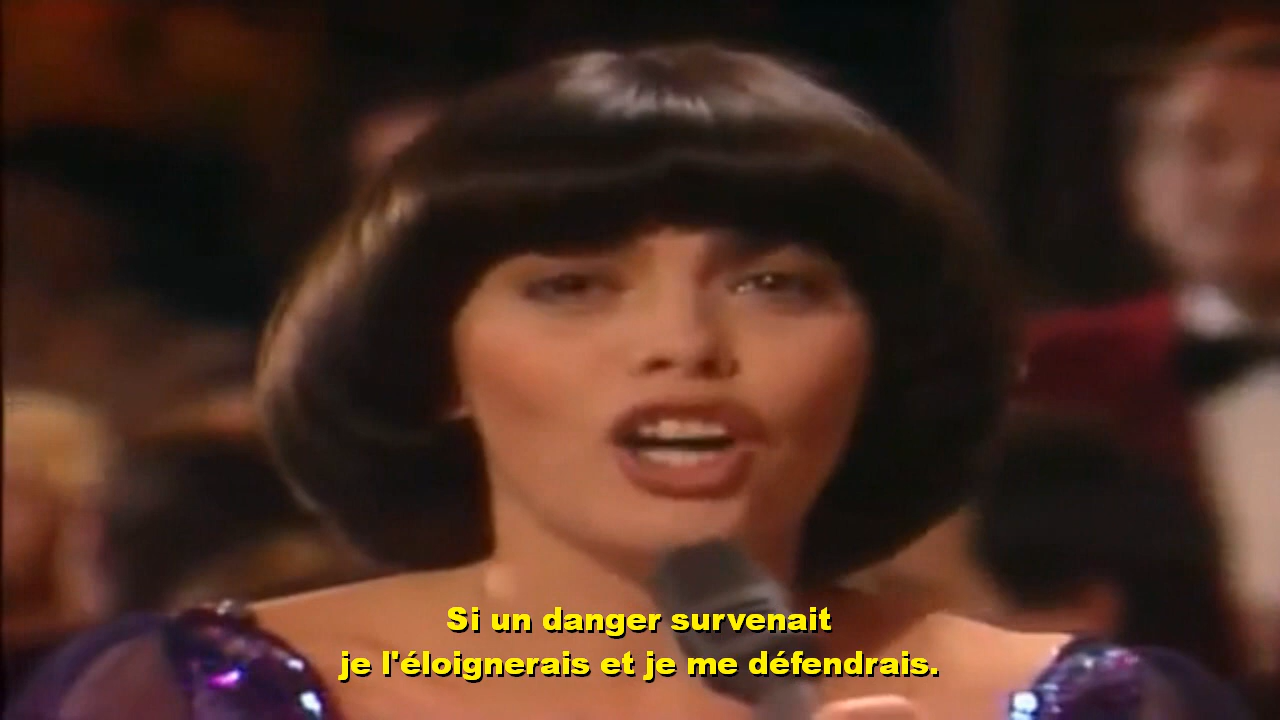 Si un danger survenait
je l'éloignerais et je me défendrais.